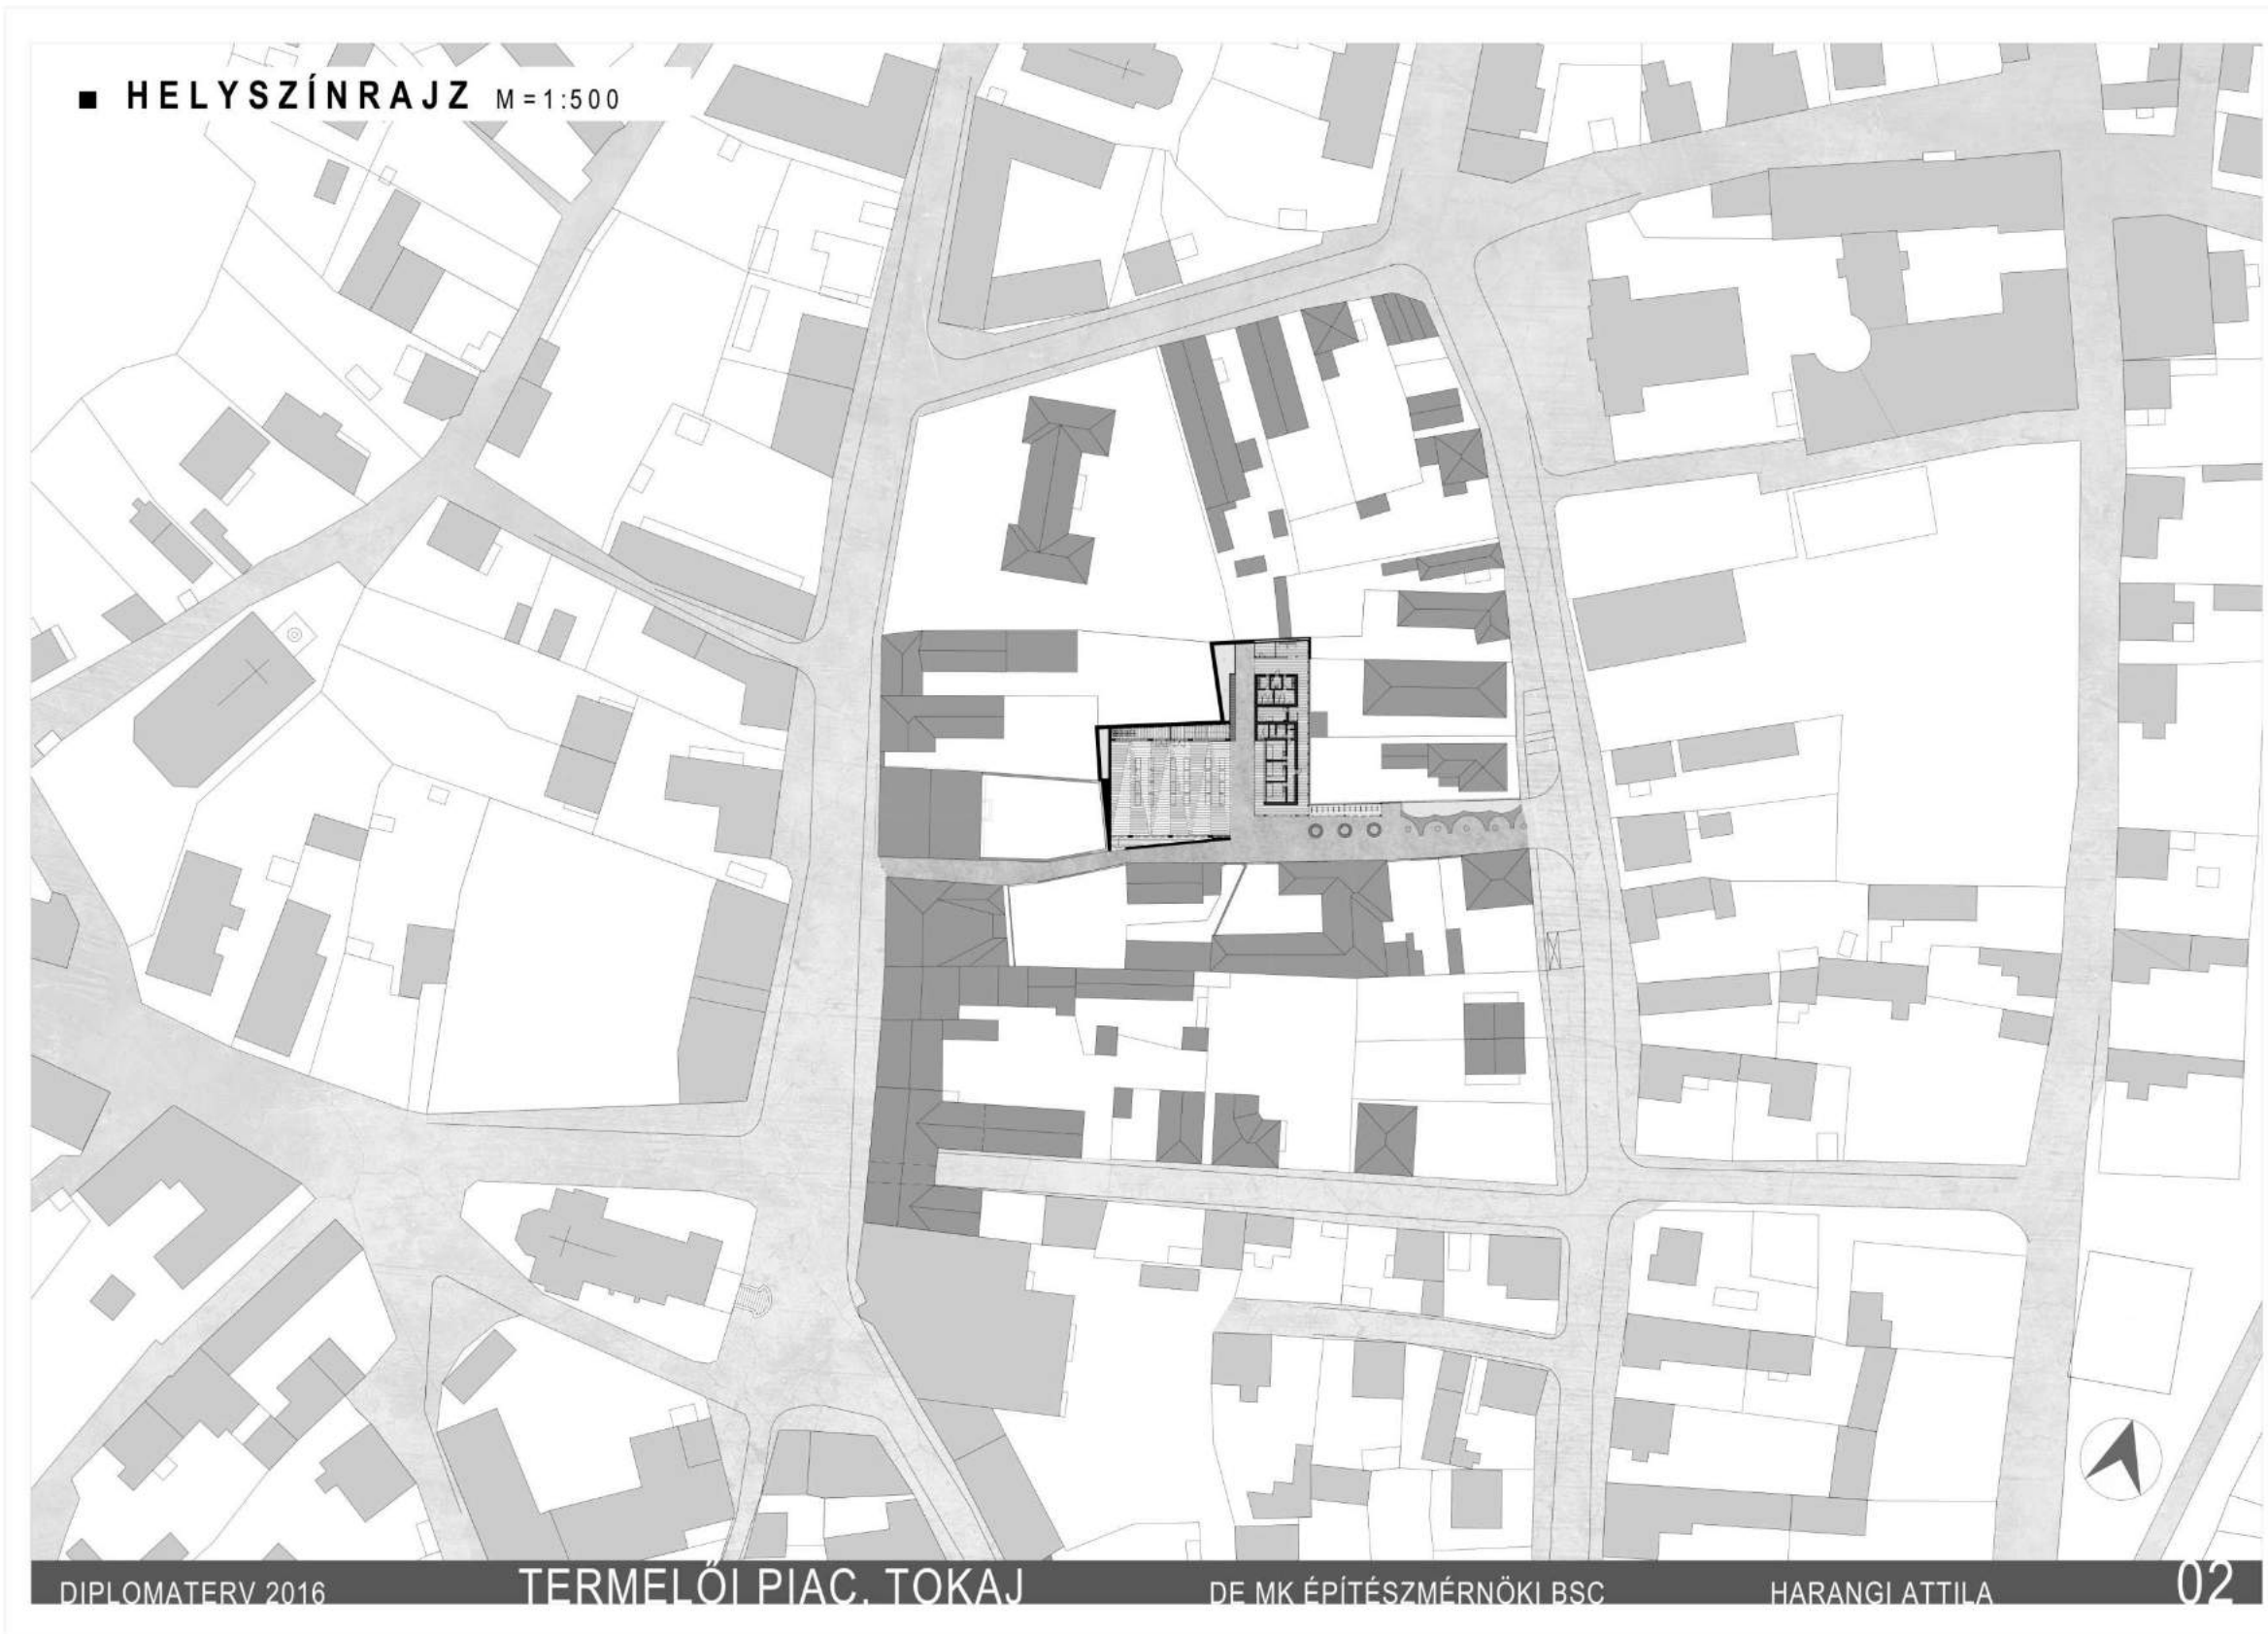 ■ HELYSZÍNRAJZ M=1:500
DIPLOMATERV 2016 TERMELŐI PIAC, TOKAJ DE MK ÉPÍTÉSZMÉRNÖKI BSC HARANGI ATTILA 02